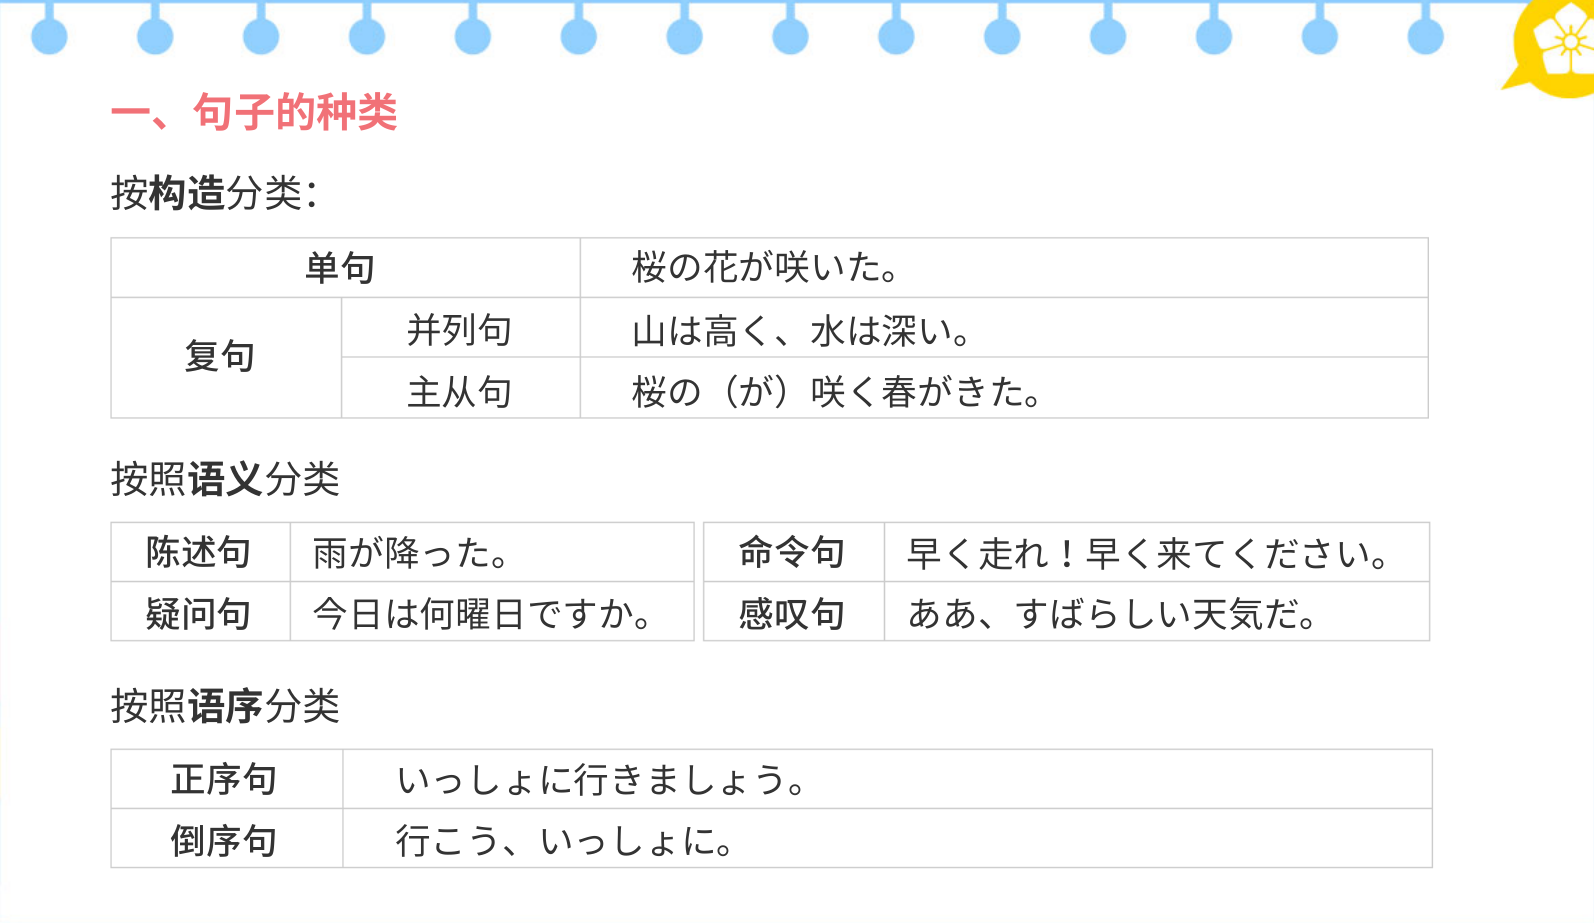 一、句子的种类
按构造分类：
单句 桜の花が咲いた。
复句 并列句 山は高く、水は深い。
主从句 桜の（が）咲く春がきた。
按照语义分类
陈述句 雨が降った。 命令句 早く走れ！早く来てください。
疑问句 今日は何曜日ですか。 感叹句 ああ、すばらしい天気だ。
按照语序分类
正序句 いっしょに行きましょう。
倒序句 行こう、いっしょに。